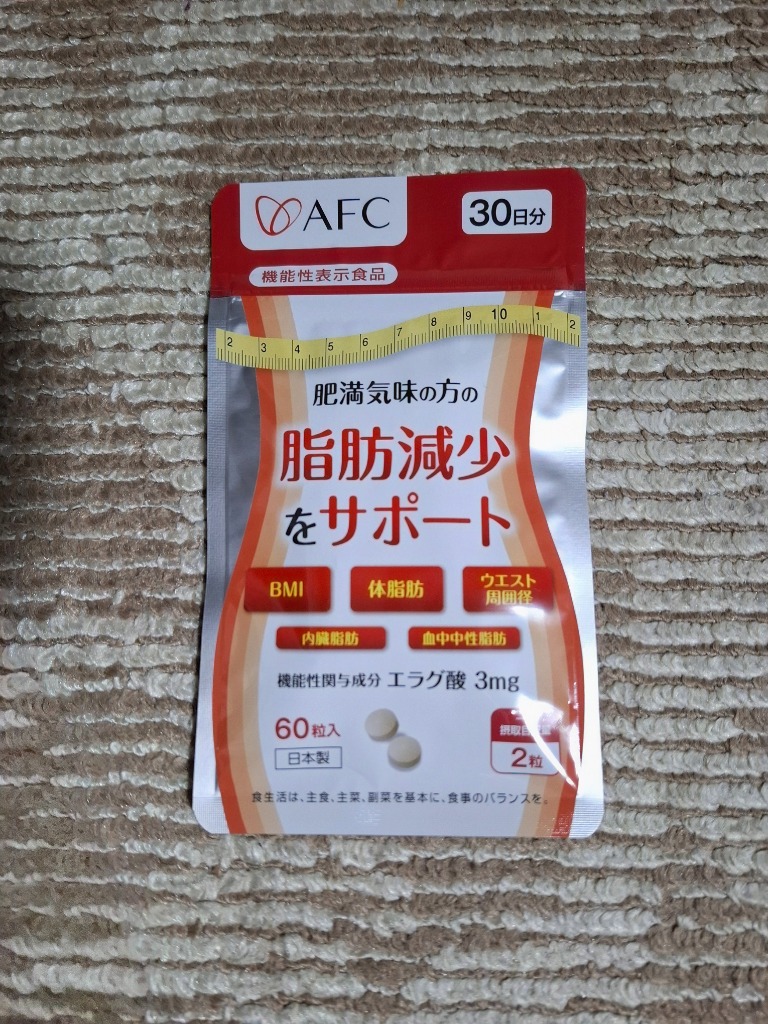 AFC
30日分
機能性表示食品
2 3 4 5 6 7 8 9 10 1 2
肥満気味の方の
脂肪減少
をサポート
BMI
体脂肪
ウエスト
周囲径
内臓脂肪
血中中性脂肪
機能性関与成分 エラグ酸 3mg
60粒入
日本製
摂取目
2粒
食生活は、主食、主菜、副菜を基本に、食事のバランスを。